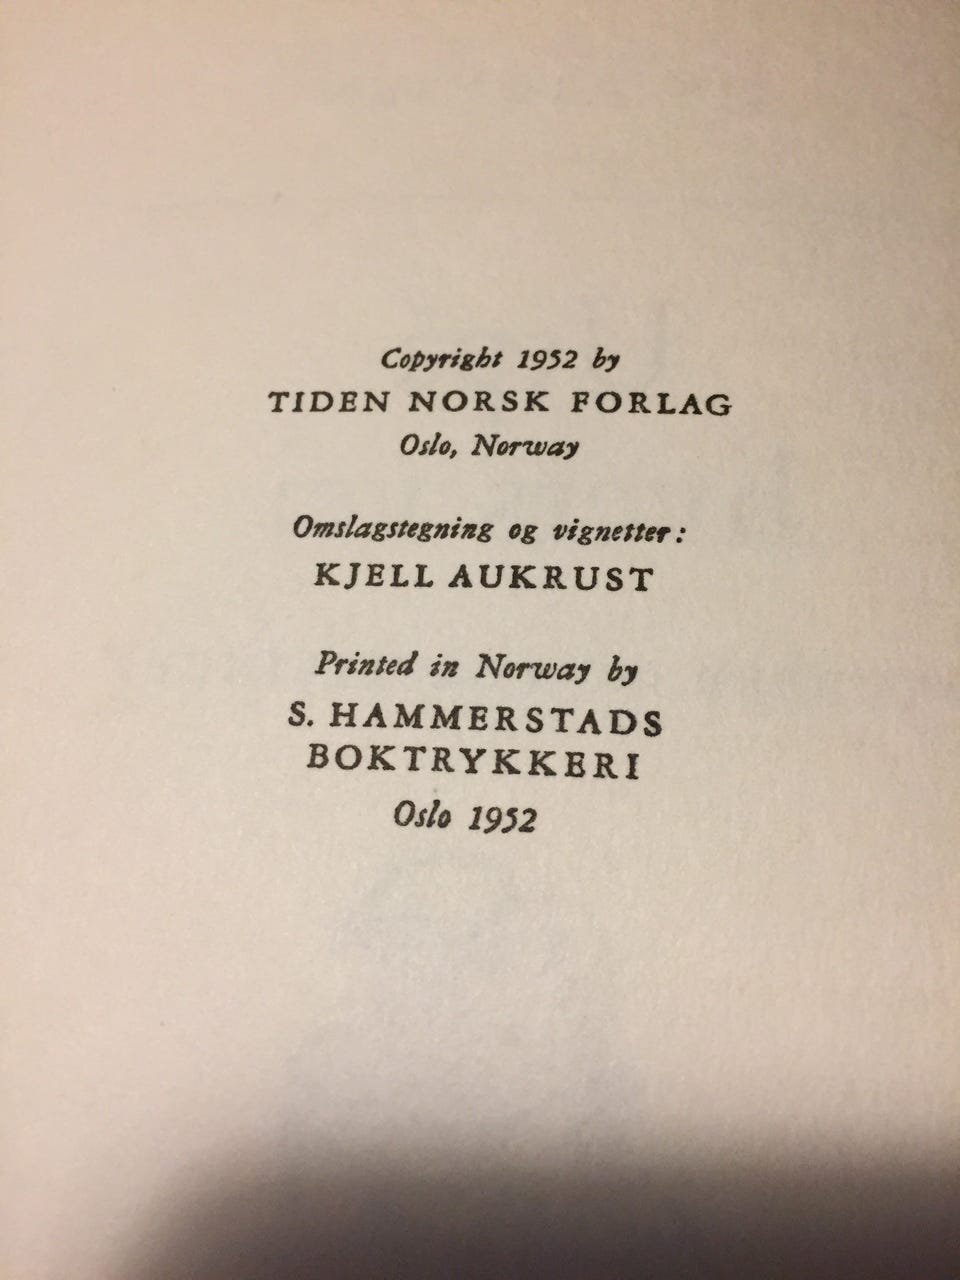 Copyright 1952 by
TIDEN NORSK FORLAG
Oslo, Norway
Omslagstegning og vignetter:
KJELL AUKRUST
Printed in Norway by
S. HAMMERSTADS
BOKTRYKKERI
Oslo 1952